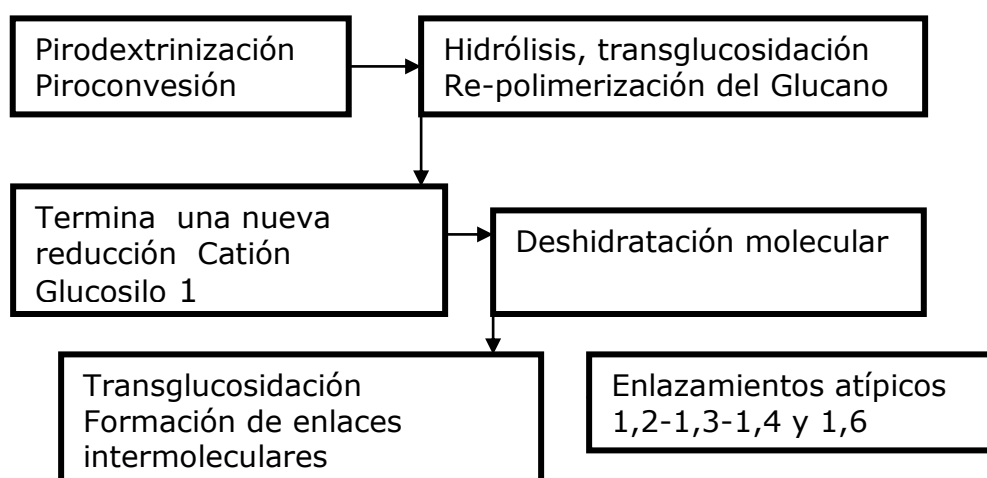 Pirodextrinización
Piroconvesión
Hidrólisis, transglucosidación
Re-polimerización del Glucano
Termina una nueva
reducción Catión
Glucosilo 1
Deshidratación molecular
Transglucosidación
Formación de enlaces
intermoleculares
Enlazamientos atípicos
1,2-1,3-1,4 y 1,6